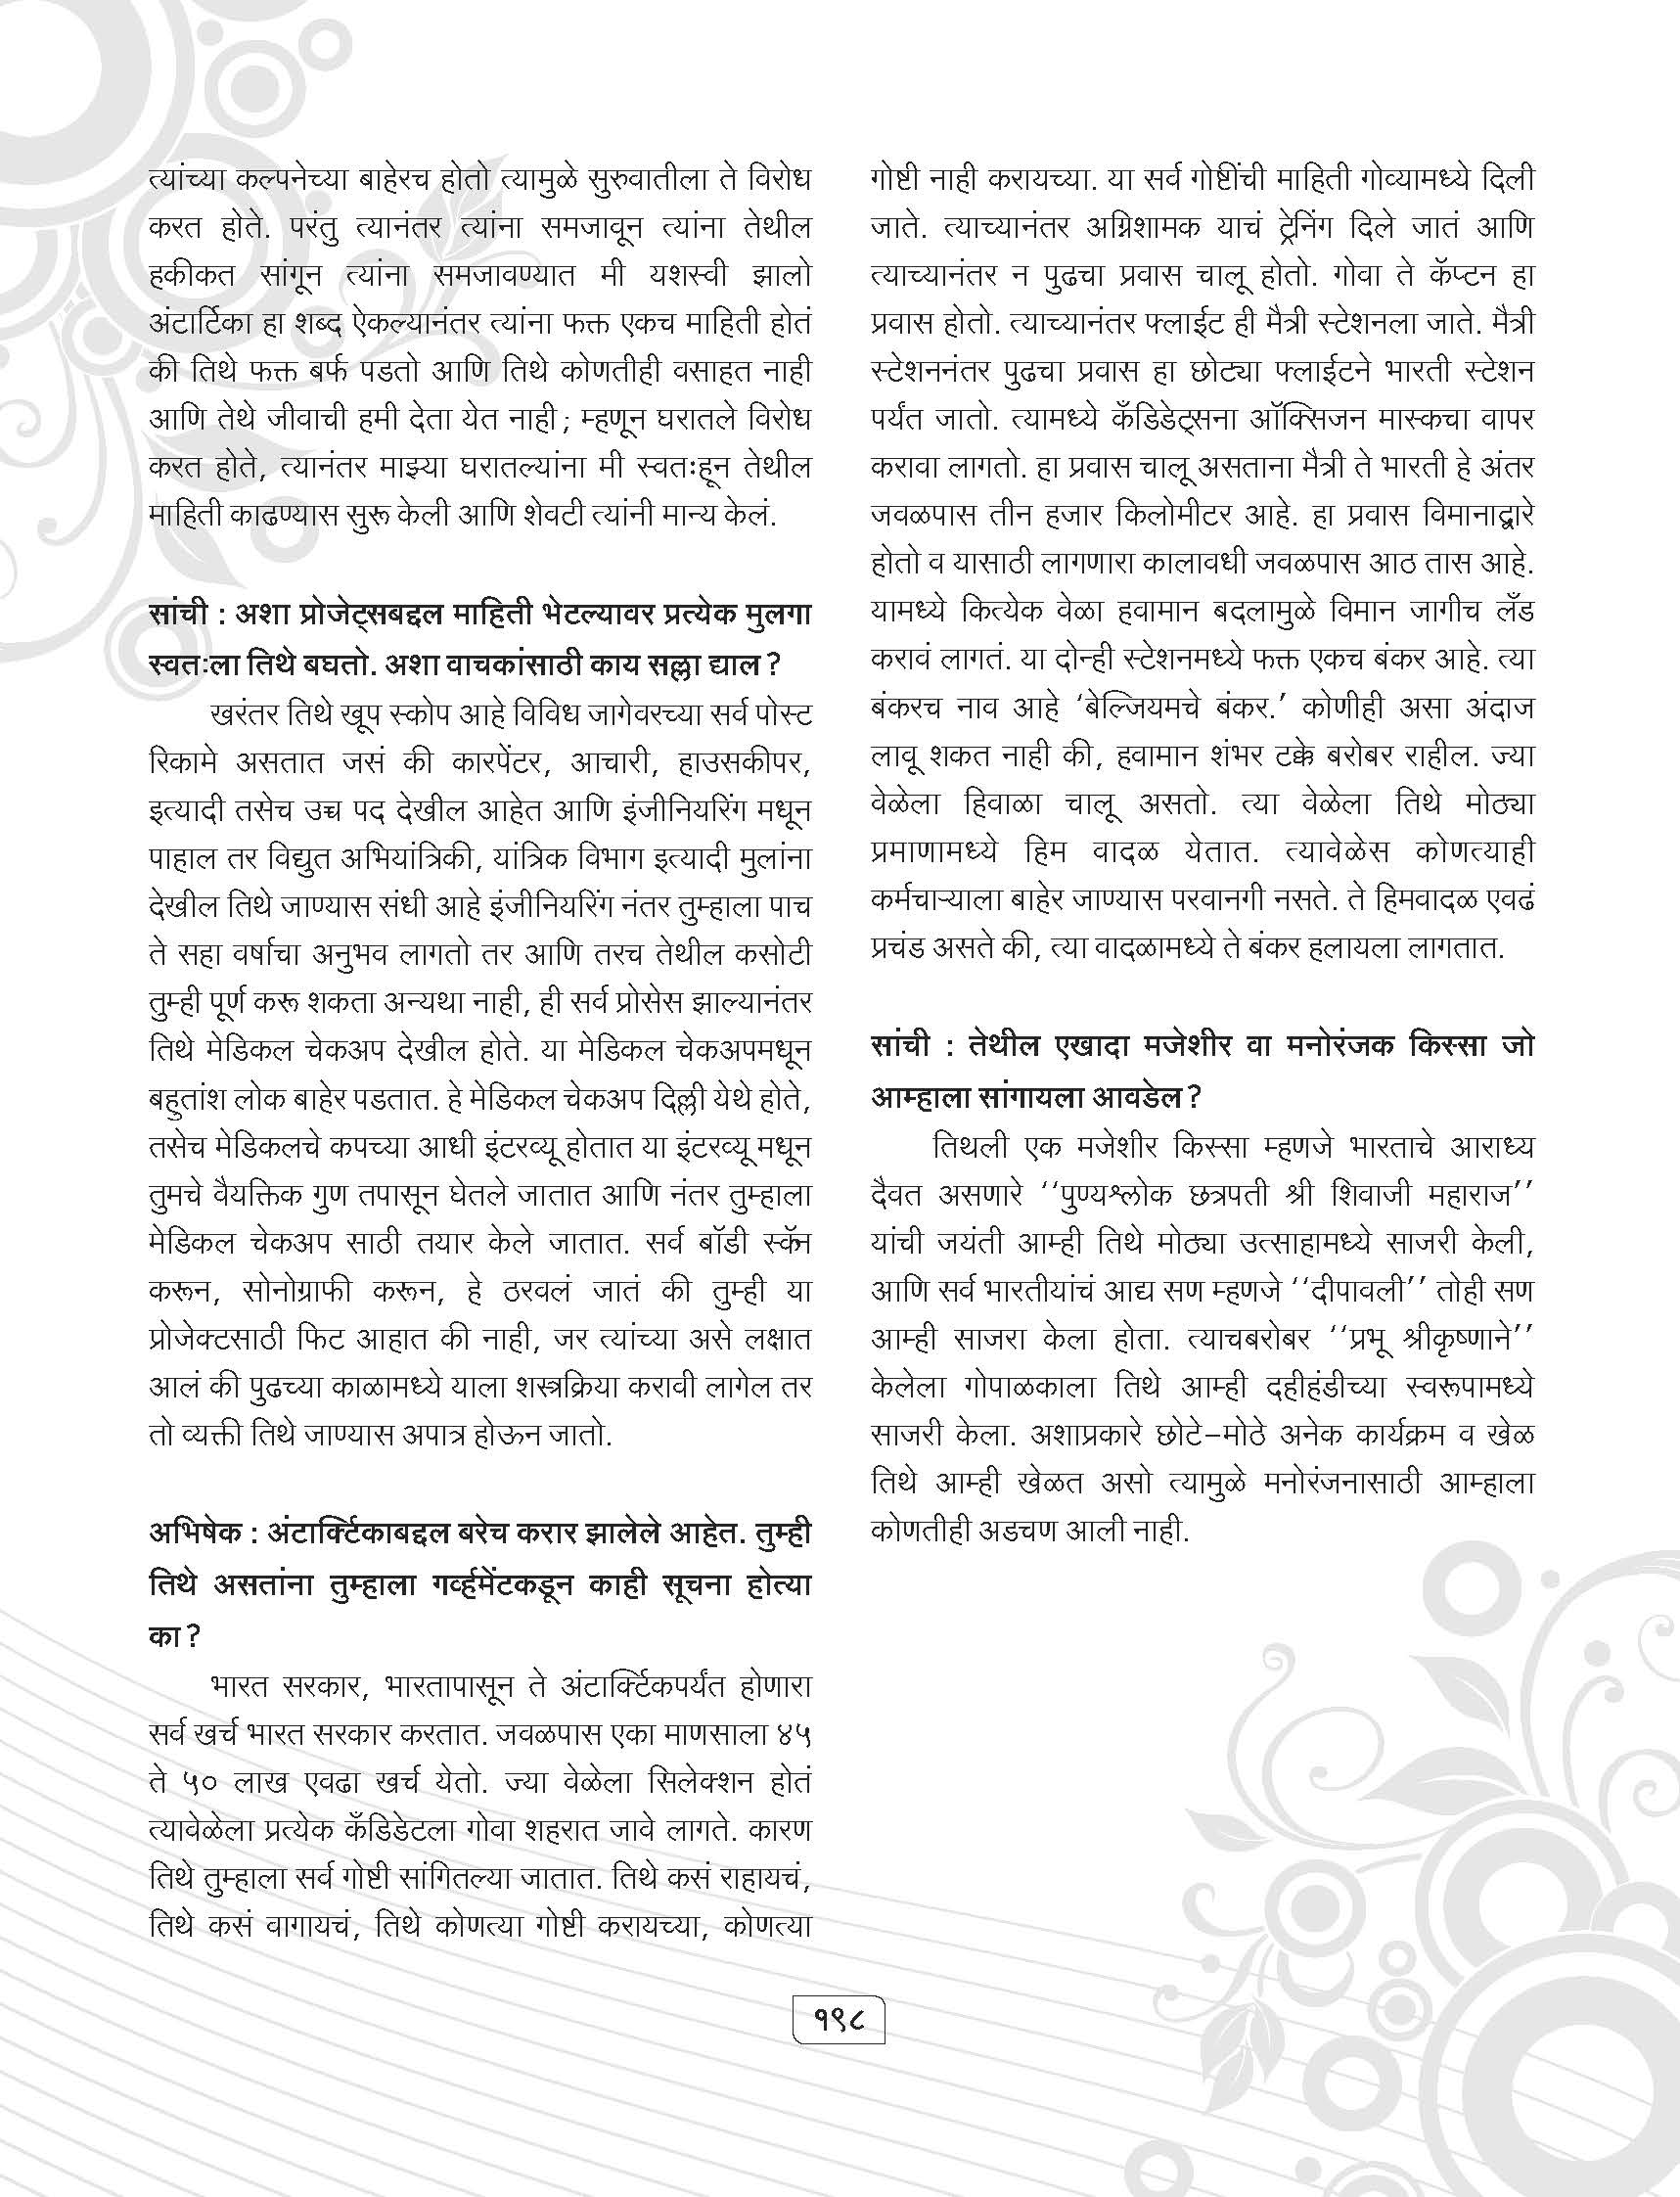 त्यांच्या कल्पनेच्या बाहेरच होतो त्यामुळे सुरुवातीला ते विरोध
करत होते. परंतु त्यानंतर त्यांना समजावून त्यांना तेथील
हकीकत सांगून त्यांना समजावण्यात मी यशस्वी झालो
अंटार्टिका हा शब्द ऐकल्यानंतर त्यांना फक्त एकच माहिती होतं
की तिथे फक्त बर्फ पडतो आणि तिथे कोणतीही वसाहत नाही
आणि तेथे जीवाची हमी देता येत नाही; म्हणून घरातले विरोध
करत होते, त्यानंतर माझ्या घरातल्यांना मी स्वतःहून तेथील
माहिती काढण्यास सुरू केली आणि शेवटी त्यांनी मान्य केलं.
सांची : अशा प्रोजेट्सबद्दल माहिती भेटल्यावर प्रत्येक मुलगा
स्वतःला तिथे बघतो. अशा वाचकांसाठी काय सल्ला द्याल?
खरंतर तिथे खूप स्कोप आहे विविध जागेवरच्या सर्व पोस्ट
रिकामे असतात जसं की कारपेंटर, आचारी, हाउसकीपर,
इत्यादी तसेच उच्च पद देखील आहेत आणि इंजीनियरिंग मधून
पाहाल तर विद्युत अभियांत्रिकी, यांत्रिक विभाग इत्यादी मुलांना
देखील तिथे जाण्यास संधी आहे इंजीनियरिंग नंतर तुम्हाला पाच
ते सहा वर्षाचा अनुभव लागतो तर आणि तरच तेथील कसोटी
तुम्ही पूर्ण करू शकता अन्यथा नाही, ही सर्व प्रोसेस झाल्यानंतर
तिथे मेडिकल चेकअप देखील होते. या मेडिकल चेकअपमधून
बहुतांश लोक बाहेर पडतात. हे मेडिकल चेकअप दिल्ली येथे होते,
तसेच मेडिकलचे कपच्या आधी इंटरव्यू होतात या इंटरव्यू मधून
तुमचे वैयक्तिक गुण तपासून घेतले जातात आणि नंतर तुम्हाला
मेडिकल चेकअप साठी तयार केले जातात. सर्व बॉडी स्कॅन
करून, सोनोग्राफी करून, हे ठरवलं जातं की तुम्ही या
प्रोजेक्टसाठी फिट आहात की नाही, जर त्यांच्या असे लक्षात
आलं की पुढच्या काळामध्ये याला शस्त्रक्रिया करावी लागेल तर
तो व्यक्ती तिथे जाण्यास अपात्र होऊन जातो.
अभिषेक : अंटार्क्टिकाबद्दल बरेच करार झालेले आहेत. तुम्ही
तिथे असतांना तुम्हाला गर्व्हमेंटकडून काही सूचना होत्या
का?
भारत सरकार, भारतापासून ते अंटार्क्टिकपर्यंत होणारा
सर्व खर्च भारत सरकार करतात. जवळपास एका माणसाला ४५
ते ५० लाख एवढा खर्च येतो. ज्या वेळेला सिलेक्शन होतं
त्यावेळेला प्रत्येक कँडिडेटला गोवा शहरात जावे लागते. कारण
तिथे तुम्हाला सर्व गोष्टी सांगितल्या जातात. तिथे कसं राहायचं,
तिथे कसं वागायचं, तिथे कोणत्या गोष्टी करायच्या, कोणत्या
गोष्टी नाही करायच्या. या सर्व गोष्टींची माहिती गोव्यामध्ये दिली
जाते. त्याच्यानंतर अग्निशामक याचं ट्रेनिंग दिले जातं आणि
त्याच्यानंतर न पुढचा प्रवास चालू होतो. गोवा ते कॅप्टन हा
प्रवास होतो. त्याच्यानंतर फ्लाईट ही मैत्री स्टेशनला जाते. मैत्री
स्टेशननंतर पुढचा प्रवास हा छोट्या फ्लाईटने भारती स्टेशन
पर्यंत जातो. त्यामध्ये कँडिडेट्सना ऑक्सिजन मास्कचा वापर
करावा लागतो. हा प्रवास चालू असताना मैत्री ते भारती हे अंतर
जवळपास तीन हजार किलोमीटर आहे. हा प्रवास विमानाद्वारे
होतो व यासाठी लागणारा कालावधी जवळपास आठ तास आहे.
यामध्ये कित्येक वेळा हवामान बदलामुळे विमान जागीच लँड
करावं लागतं. या दोन्ही स्टेशनमध्ये फक्त एकच बंकर आहे. त्या
बंकरच नाव आहे ‘बेल्जियमचे बंकर.’ कोणीही असा अंदाज
लावू शकत नाही की, हवामान शंभर टक्के बरोबर राहील. ज्या
वेळेला हिवाळा चालू असतो. त्या वेळेला तिथे मोठ्या
प्रमाणामध्ये हिम वादळ येतात. त्यावेळेस कोणत्याही
कर्मचाऱ्याला बाहेर जाण्यास परवानगी नसते. ते हिमवादळ एवढं
प्रचंड असते की, त्या वादळामध्ये ते बंकर हलायला लागतात.
सांची : तेथील एखादा मजेशीर वा मनोरंजक किस्सा जो
आम्हाला सांगायला आवडेल?
तिथली एक मजेशीर किस्सा म्हणजे भारताचे आराध्य
दैवत असणारे ‘‘पुण्यश्लोक छत्रपती श्री शिवाजी महाराज’’
यांची जयंती आम्ही तिथे मोठ्या उत्साहामध्ये साजरी केली,
आणि सर्व भारतीयांचं आद्य सण म्हणजे ‘‘दीपावली’’ तोही सण
आम्ही साजरा केला होता. त्याचबरोबर ‘‘प्रभू श्रीकृष्णाने’’
केलेला गोपाळकाला तिथे आम्ही दहीहंडीच्या स्वरूपामध्ये
साजरी केला. अशाप्रकारे छोटे-मोठे अनेक कार्यक्रम व खेळ
तिथे आम्ही खेळत असो त्यामुळे मनोरंजनासाठी आम्हाला
कोणतीही अडचण आली नाही.
१९८